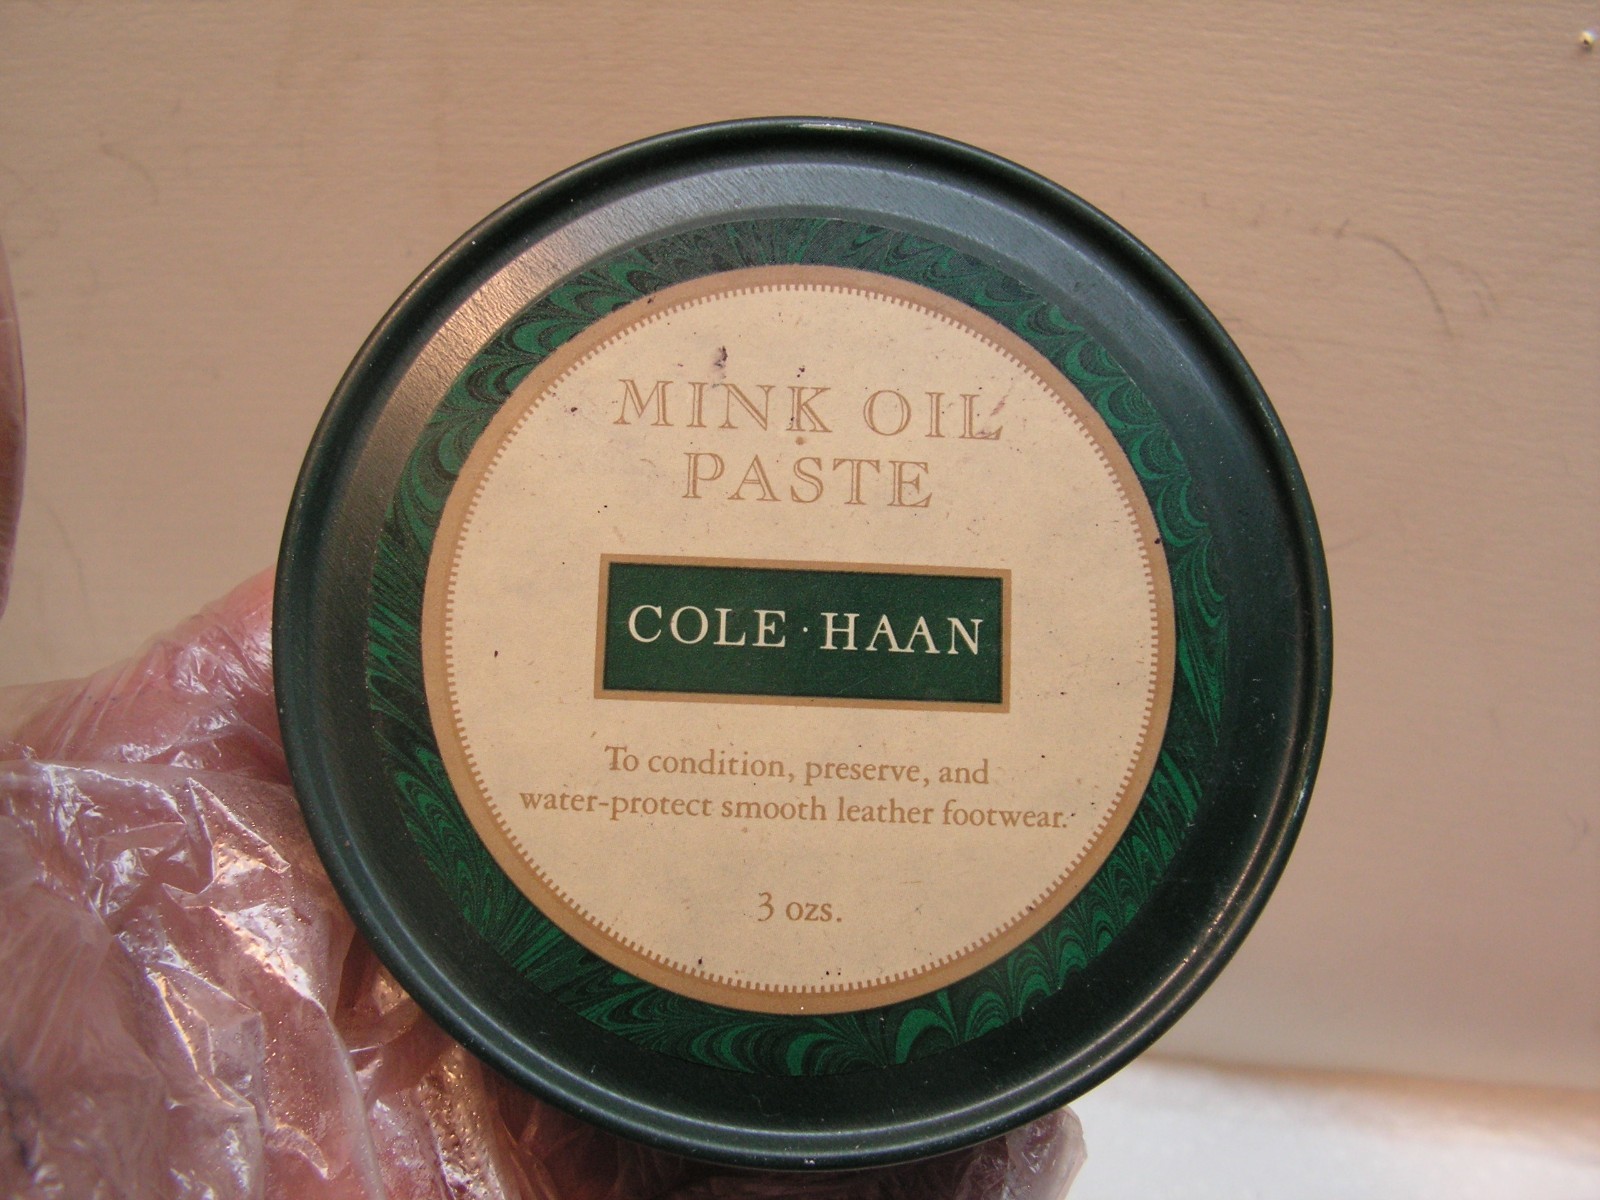 MINK OIL
PASTE
COLE·HAAN
To condition, preserve, and
water-protect smooth leather footwear.
3 ozs.